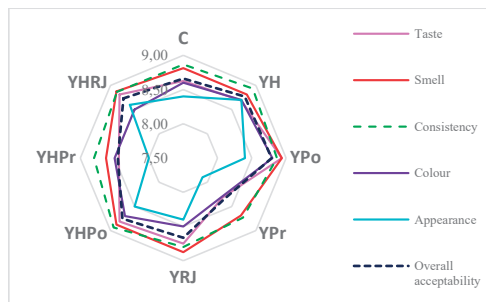 9,00
8,50
8,00
7,50
C
YH
YPo
YPr
YRJ
YHPo
YHPr
YHRJ
Taste
Smell
Consistency
Colour
Appearance
Overall
acceptability